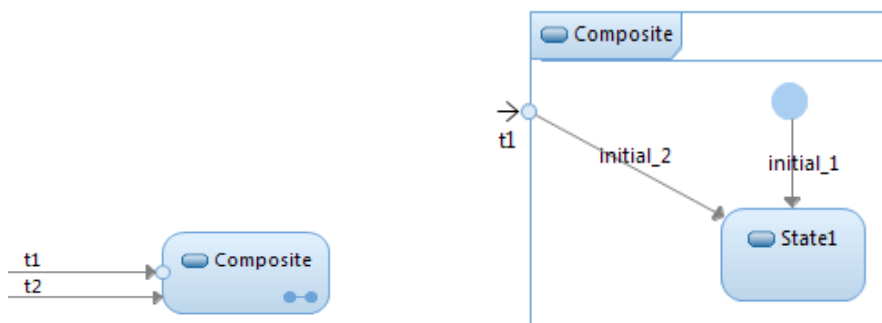 t1
t2
Composite
Composite
t1
initial_2
initial_1
State1